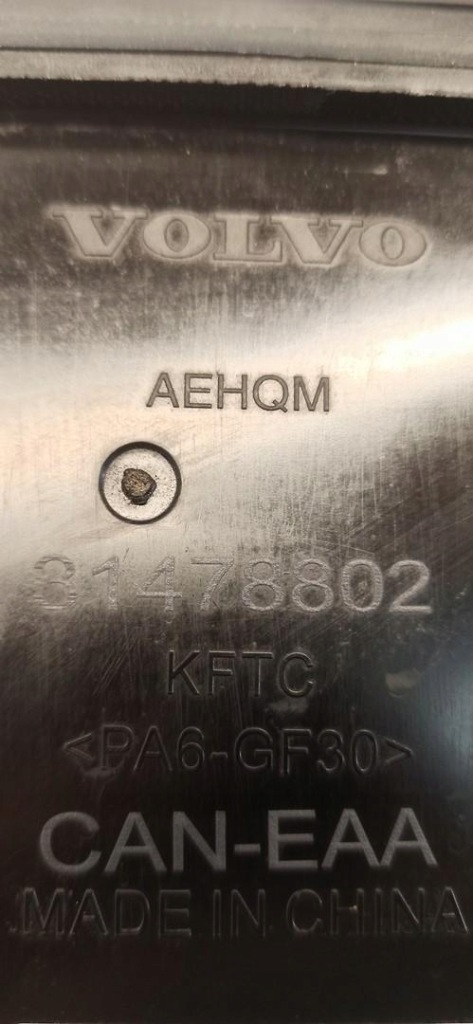 VOLVO
AEHQM
31478802
KFTC
<PA6-GF30>
CAN-EAA
MADE IN CHINA